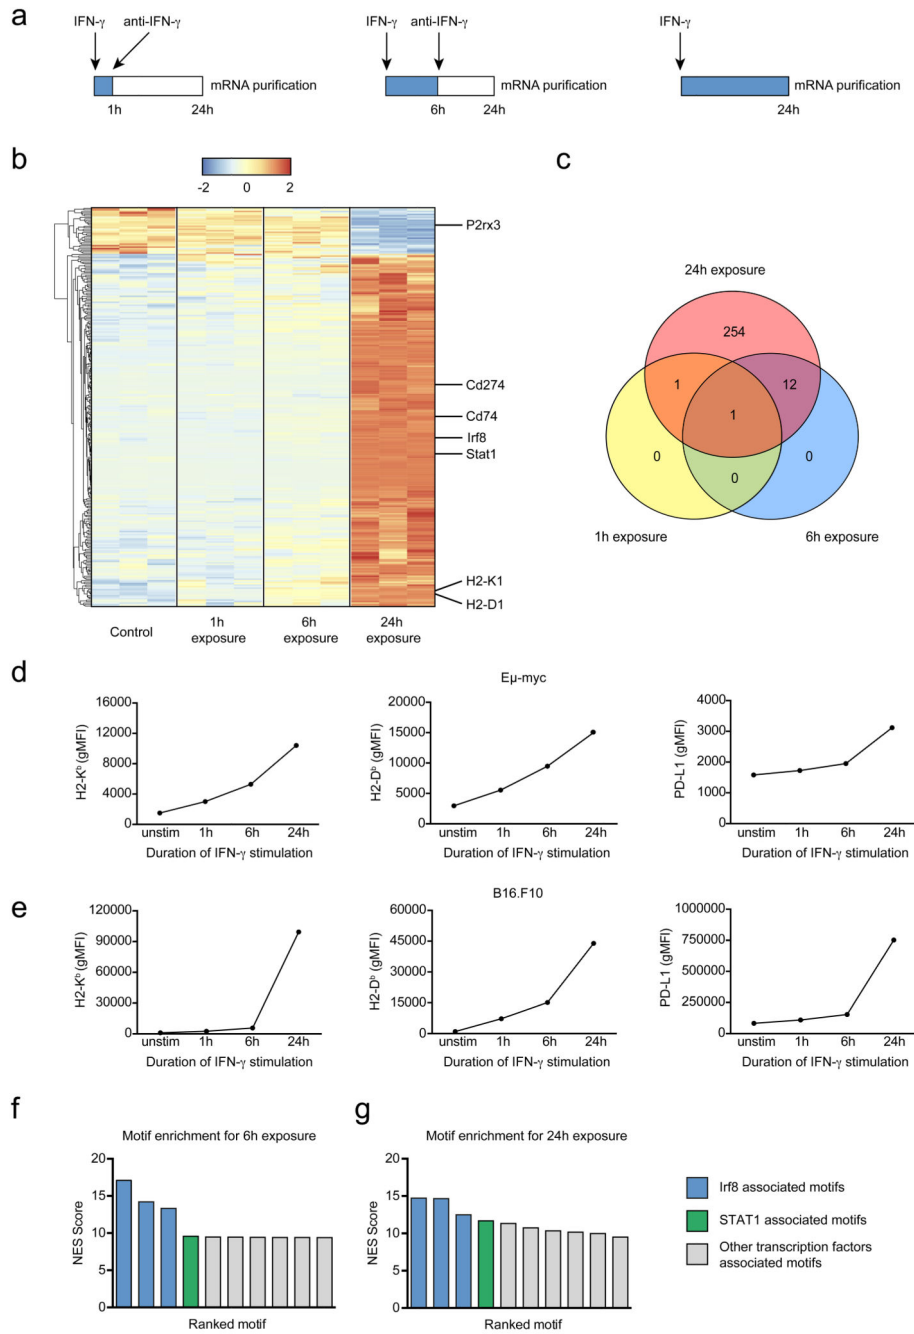 a
IFN-γ anti-IFN-γ
mRNA purification
1h 24h
IFN-γ anti-IFN-γ
mRNA purification
6h 24h
IFN-γ
mRNA purification
24h
b
-2 0 2
P2rx3
Cd274
Cd74
Irf8
Stat1
H2-K1
H2-D1
Control
1h
exposure
6h
exposure
24h
exposure
c
24h exposure
254
1
12
1
0
0
0
1h exposure
6h exposure
d
Eμ-myc
H2-Kᵇ (gMFI)
16000
12000
8000
4000
0
unstim 1h 6h 24h
Duration of IFN-γ stimulation
H2-Dᵇ (gMFI)
20000
15000
10000
5000
0
unstim 1h 6h 24h
Duration of IFN-γ stimulation
PD-L1 (gMFI)
4000
3000
2000
1000
0
unstim 1h 6h 24h
Duration of IFN-γ stimulation
e
B16.F10
H2-Kᵇ (gMFI)
120000
90000
60000
30000
0
unstim 1h 6h 24h
Duration of IFN-γ stimulation
H2-Dᵇ (gMFI)
60000
45000
30000
15000
0
unstim 1h 6h 24h
Duration of IFN-γ stimulation
PD-L1 (gMFI)
1000000
750000
500000
250000
0
unstim 1h 6h 24h
Duration of IFN-γ stimulation
f
Motif enrichment for 6h exposure
NES Score
20
15
10
5
0
Ranked motif
g
Motif enrichment for 24h exposure
NES Score
20
15
10
5
0
Ranked motif
Irf8 associated motifs
STAT1 associated motifs
Other transcription factors
associated motifs